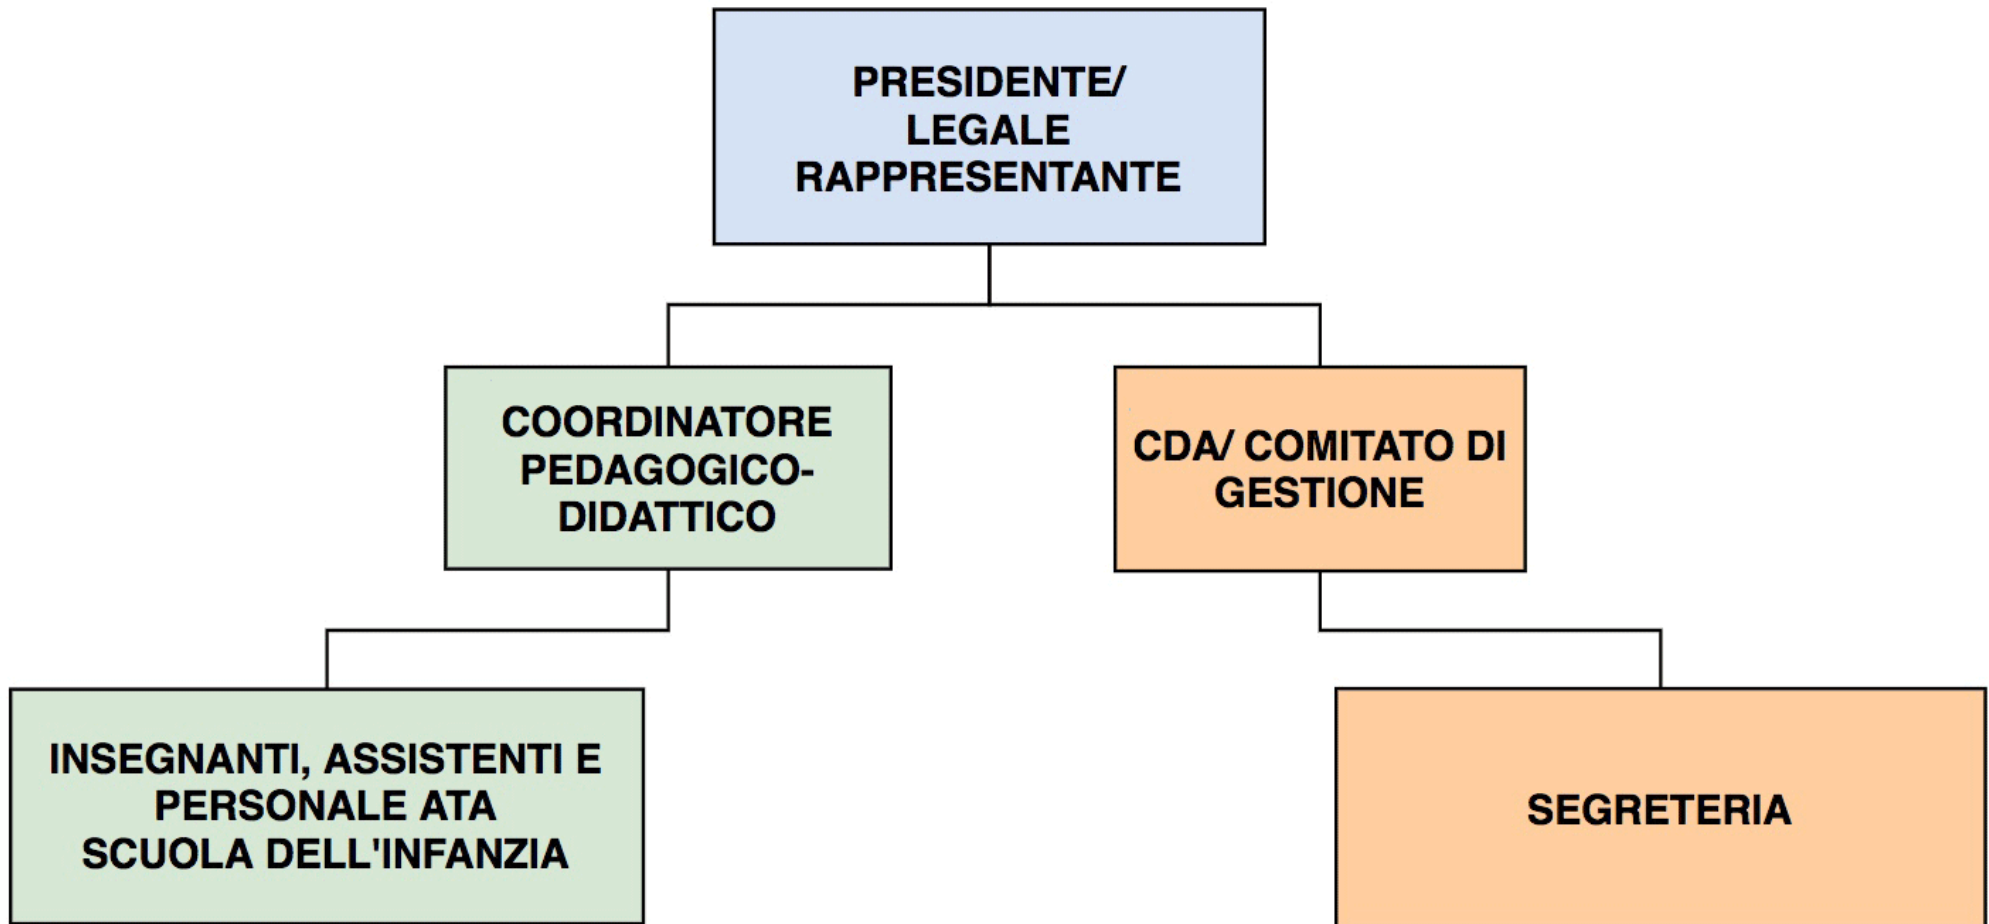 PRESIDENTE/
LEGALE
RAPPRESENTANTE
COORDINATORE
PEDAGOGICO-
DIDATTICO
CDA/ COMITATO DI
GESTIONE
INSEGNANTI, ASSISTENTI E
PERSONALE ATA
SCUOLA DELL'INFANZIA
SEGRETERIA